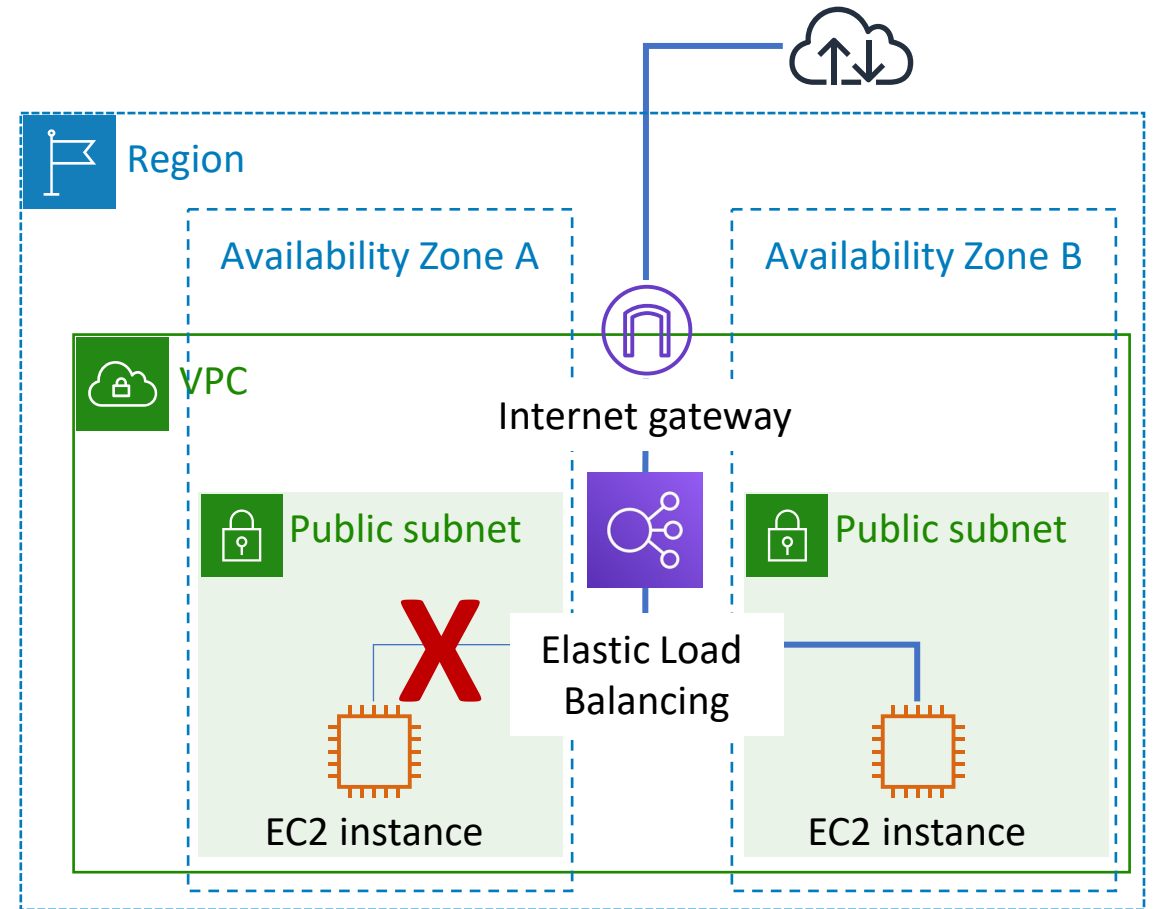 Region
Availability Zone A
Availability Zone B
VPC
Internet gateway
Public subnet
Public subnet
Elastic Load
Balancing
EC2 instance
EC2 instance